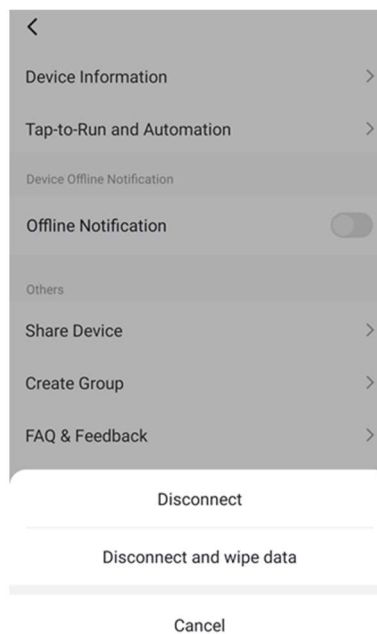 Device Information
Tap-to-Run and Automation
Device Offline Notification
Offline Notification
Others
Share Device
Create Group
FAQ & Feedback
Disconnect
Disconnect and wipe data
Cancel